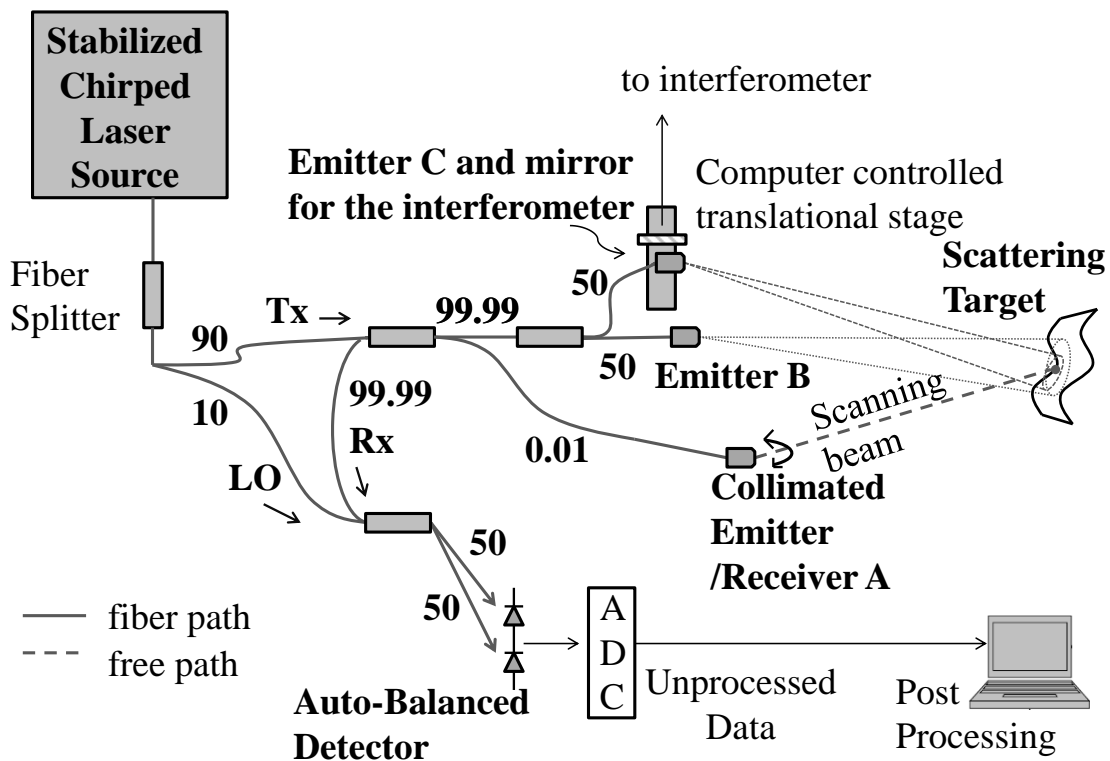 Stabilized
Chirped
Laser
Source
to interferometer
Emitter C and mirror
for the interferometer
Computer controlled
translational stage
Scattering
Target
Fiber
Splitter
Tx
90
99.99
50
50
Emitter B
10
99.99
Rx
0.01
Scanning
beam
LO
Collimated
Emitter
/Receiver A
50
50
fiber path
free path
A
D
C
Auto-Balanced
Detector
Unprocessed
Data
Post
Processing